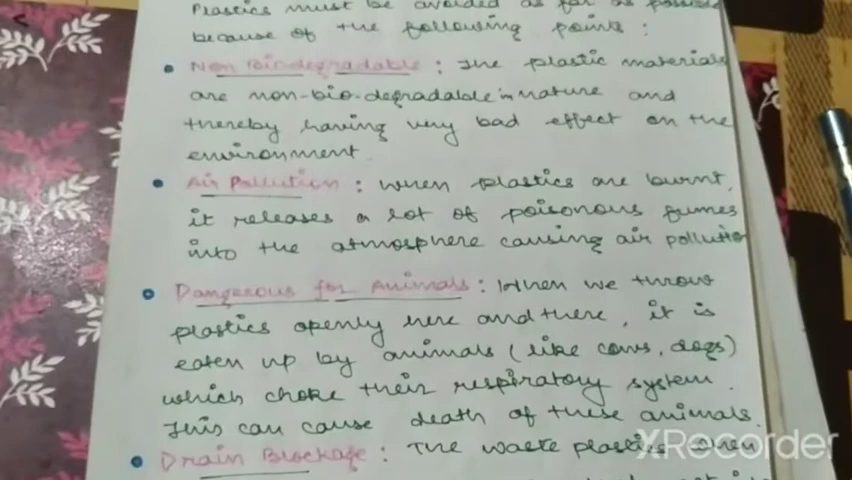 Plastics must be avoided as far as possible
because of the following points:
• Non Biodegradable : The plastic materials
are non-bio-degradable in nature and
thereby having very bad effect on the
environment.
• Air Pollution : When plastics are burnt,
it releases a lot of poisonous fumes
into the atmosphere causing air pollution
• Dangerous for Animals : When we throw
plastics openly here and there, it is
eaten up by animals (like cows, dogs)
which choke their respiratory system.
This can cause death of these animals.
• Drain Blockage : The waste plastics when
XRecorder